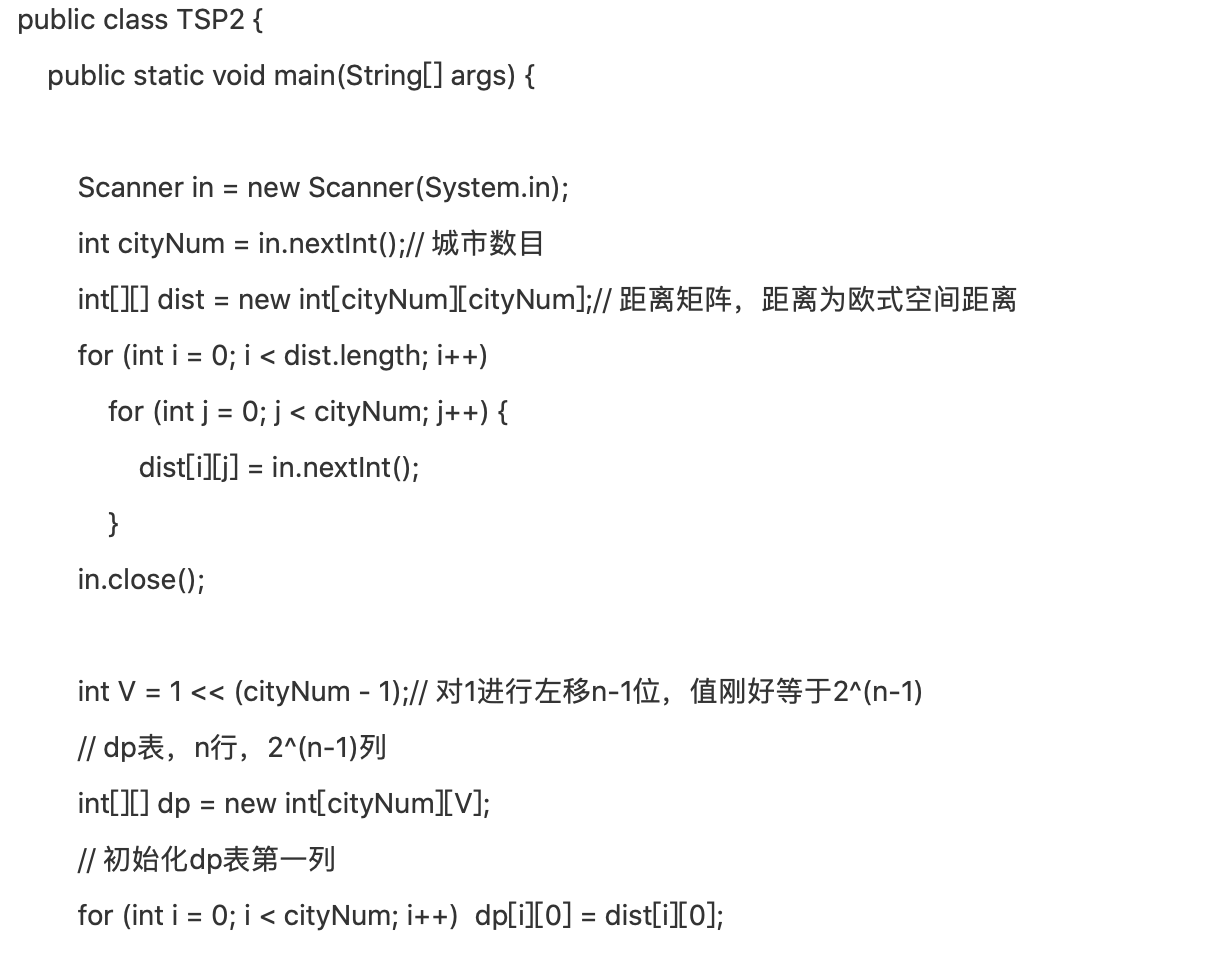 public class TSP2 {
public static void main(String[] args) {
Scanner in = new Scanner(System.in);
int cityNum = in.nextInt();// 城市数目
int[][] dist = new int[cityNum][cityNum];// 距离矩阵，距离为欧式空间距离
for (int i = 0; i < dist.length; i++)
for (int j = 0; j < cityNum; j++) {
dist[i][j] = in.nextInt();
}
in.close();
int V = 1 << (cityNum - 1);// 对1进行左移n-1位，值刚好等于2^(n-1)
// dp表，n行，2^(n-1)列
int[][] dp = new int[cityNum][V];
// 初始化dp表第一列
for (int i = 0; i < cityNum; i++)  dp[i][0] = dist[i][0];